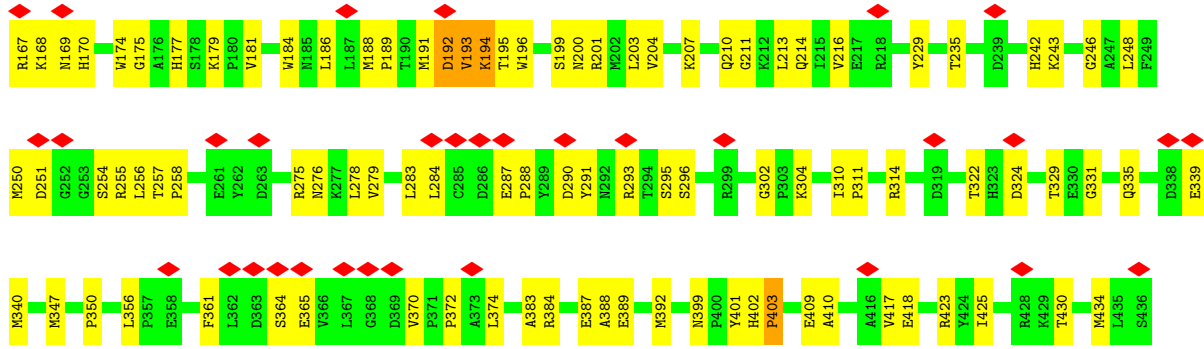 R167 K168 N169 H170 W174 G175 A176 H177 S178 K179 P180 V181 W184 N185 L186 L187 M188 P189 T190 M191 D192 V193 K194 T195 W196 S199 N200 R201 M202 L203 V204 K207 Q210 G211 K212 L213 Q214 I215 V216 E217 R218 Y229 T235 D239 H242 K243 G246 A247 L248 F249
M250 D251 G252 G253 S254 R255 L256 T257 P258 E261 Y262 D263 R275 N276 K277 L278 V279 L283 L284 C285 D286 E287 P288 Y289 D290 Y291 N292 R293 T294 S295 S296 R299 G302 P303 K304 I310 P311 R314 D319 T322 H323 D324 T329 E330 G331 Q335 D338 E339
M340 M347 P350 L356 P357 E358 F361 L362 D363 S364 E365 V366 L367 G368 D369 V370 P371 P372 A373 L374 A383 R384 E387 A388 E389 M392 N399 P400 Y401 H402 P403 E409 A410 A416 V417 E418 R423 Y424 I425 R428 K429 T430 M434 L435 S436